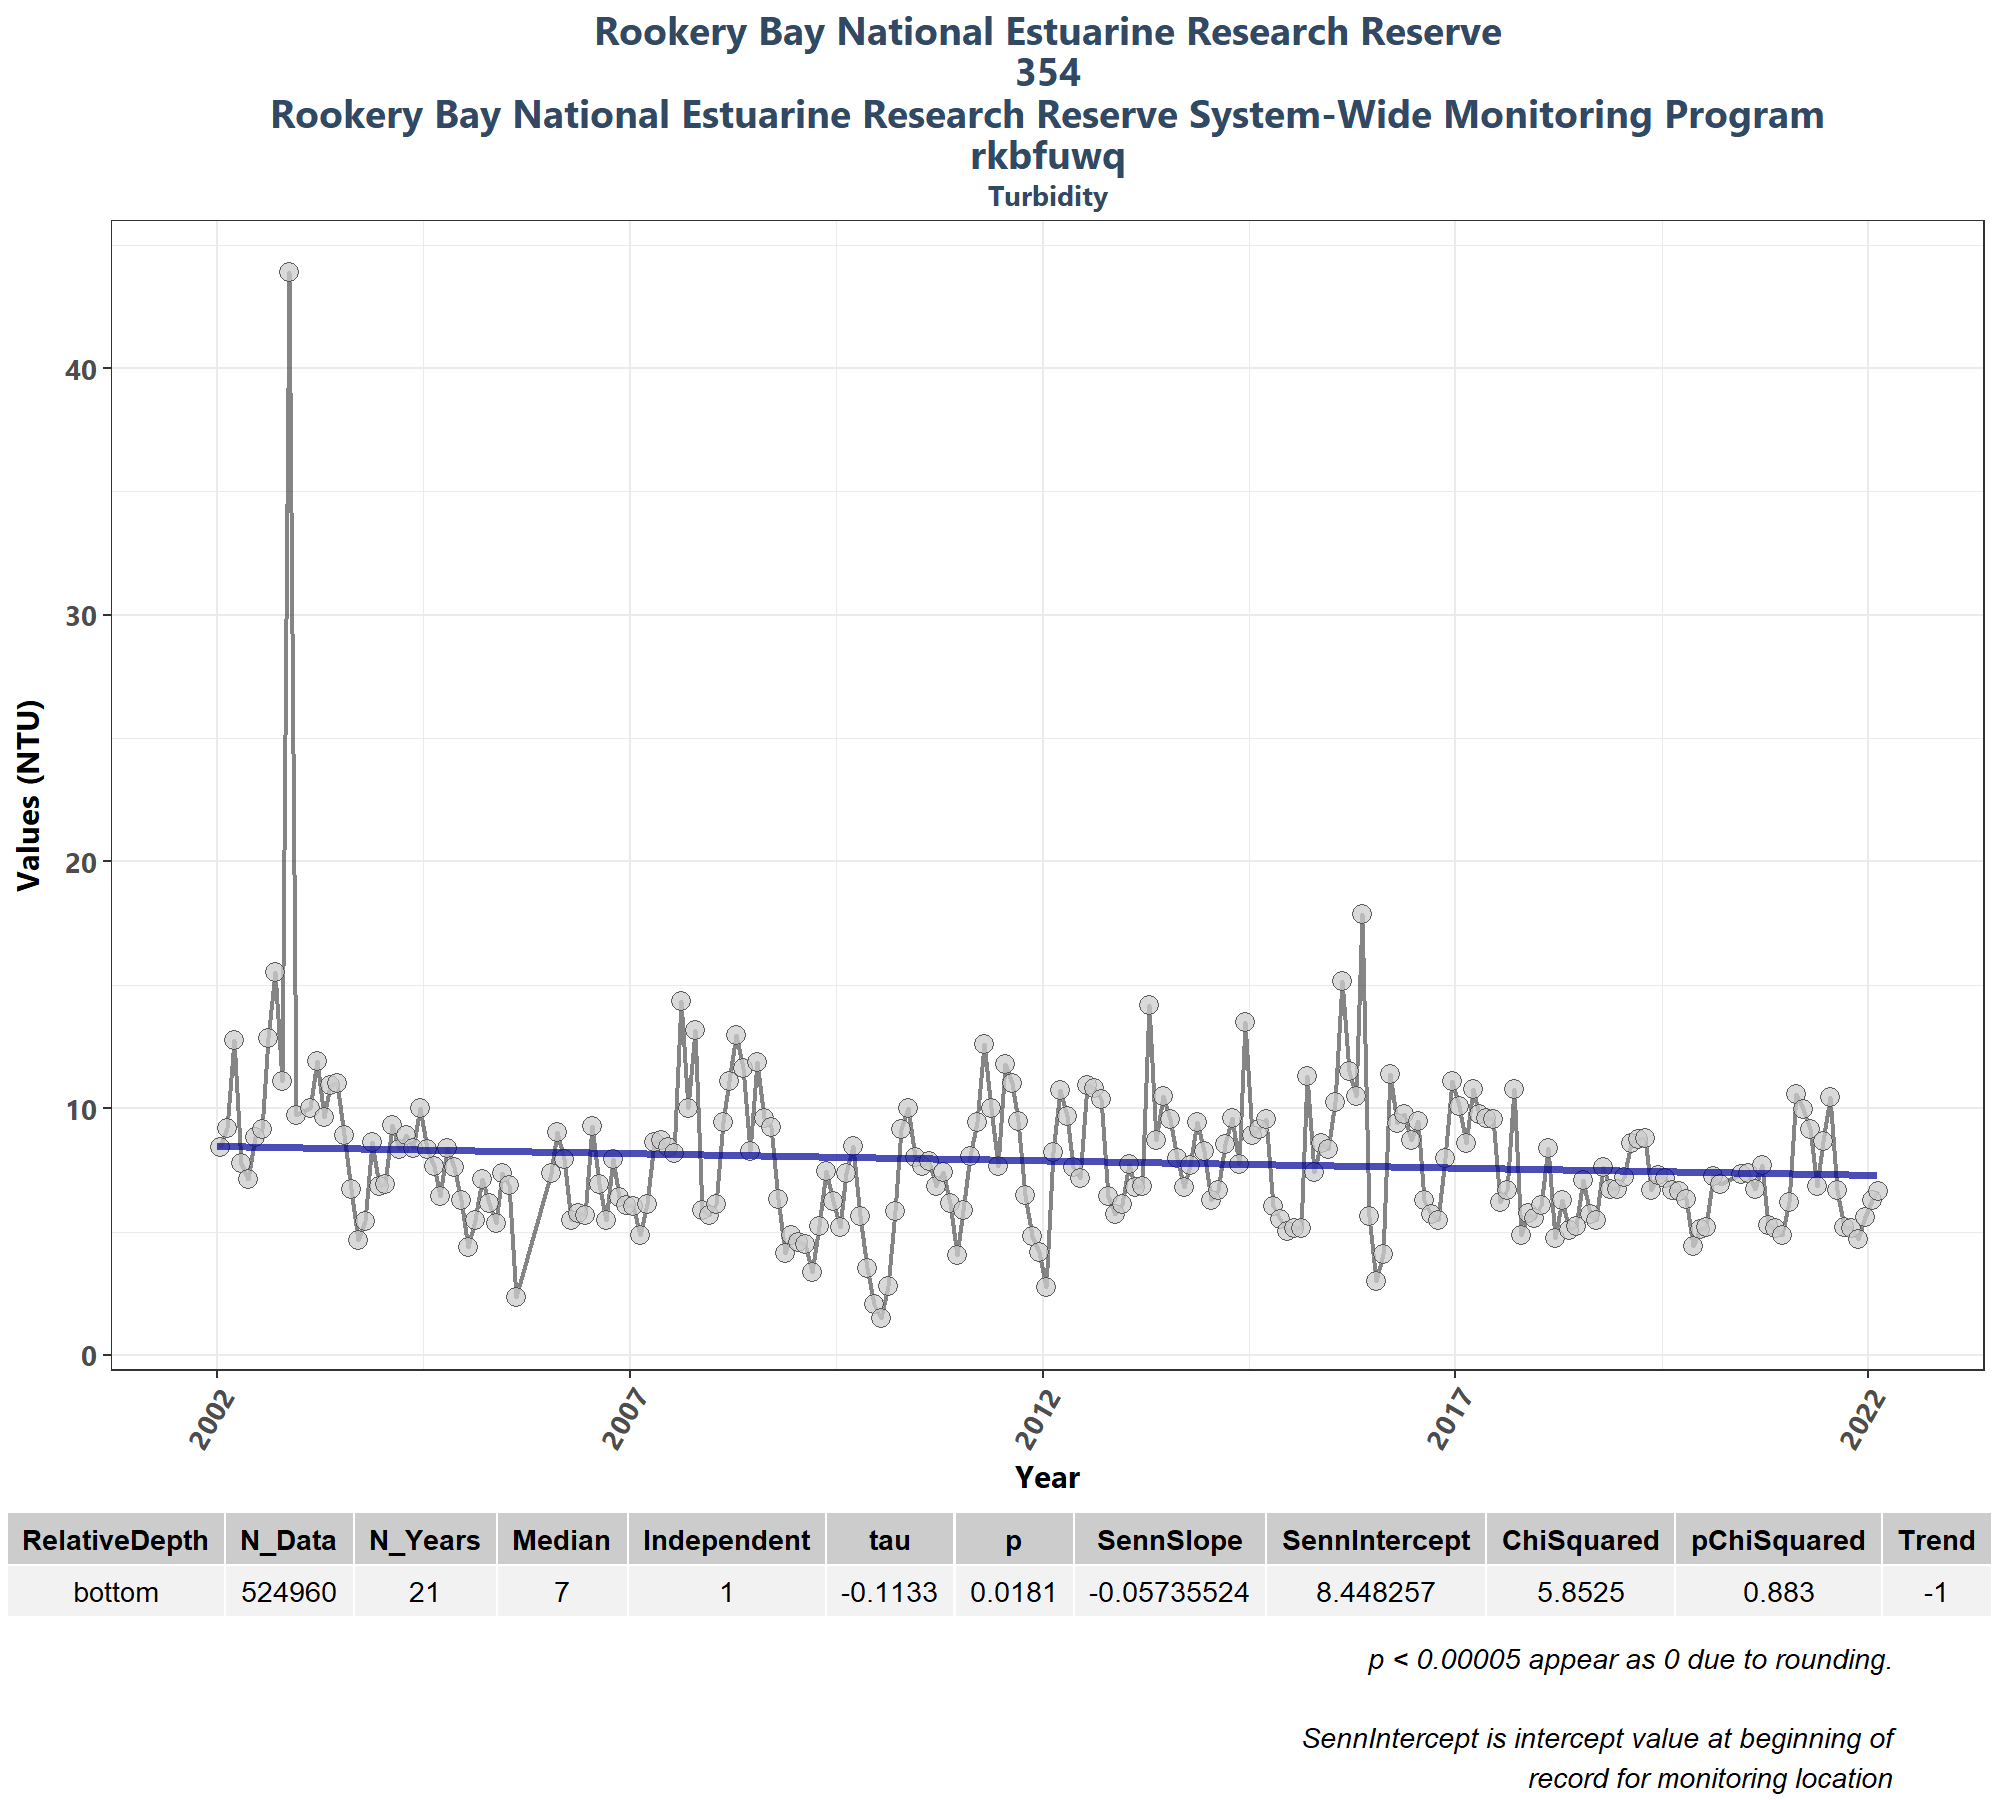 Rookery Bay National Estuarine Research Reserve
354
Rookery Bay National Estuarine Research Reserve System-Wide Monitoring Program
rkbfuwq
Turbidity
Values (NTU)
40
30
20
10
0
2002 2007 2012 2017 2022
Year
RelativeDepth N_Data N_Years Median Independent tau p SennSlope SennIntercept ChiSquared pChiSquared Trend
bottom 524960 21 7 1 -0.1133 0.0181 -0.05735524 8.448257 5.8525 0.883 -1
p < 0.00005 appear as 0 due to rounding.
SennIntercept is intercept value at beginning of
record for monitoring location